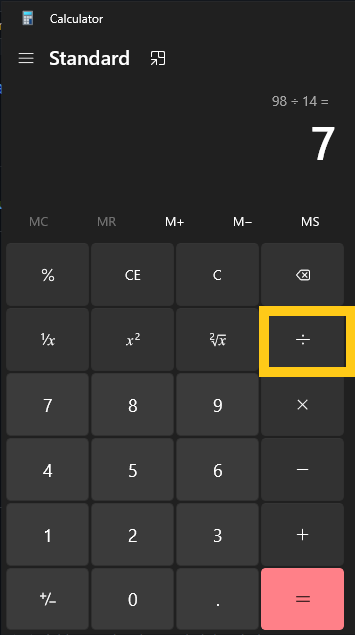 Calculator
Standard
98 ÷ 14 =
7
MC MR M+ M− MS
% CE C
⅟x x² ²√x ÷
7 8 9 ×
4 5 6 −
1 2 3 +
+/− 0 . =